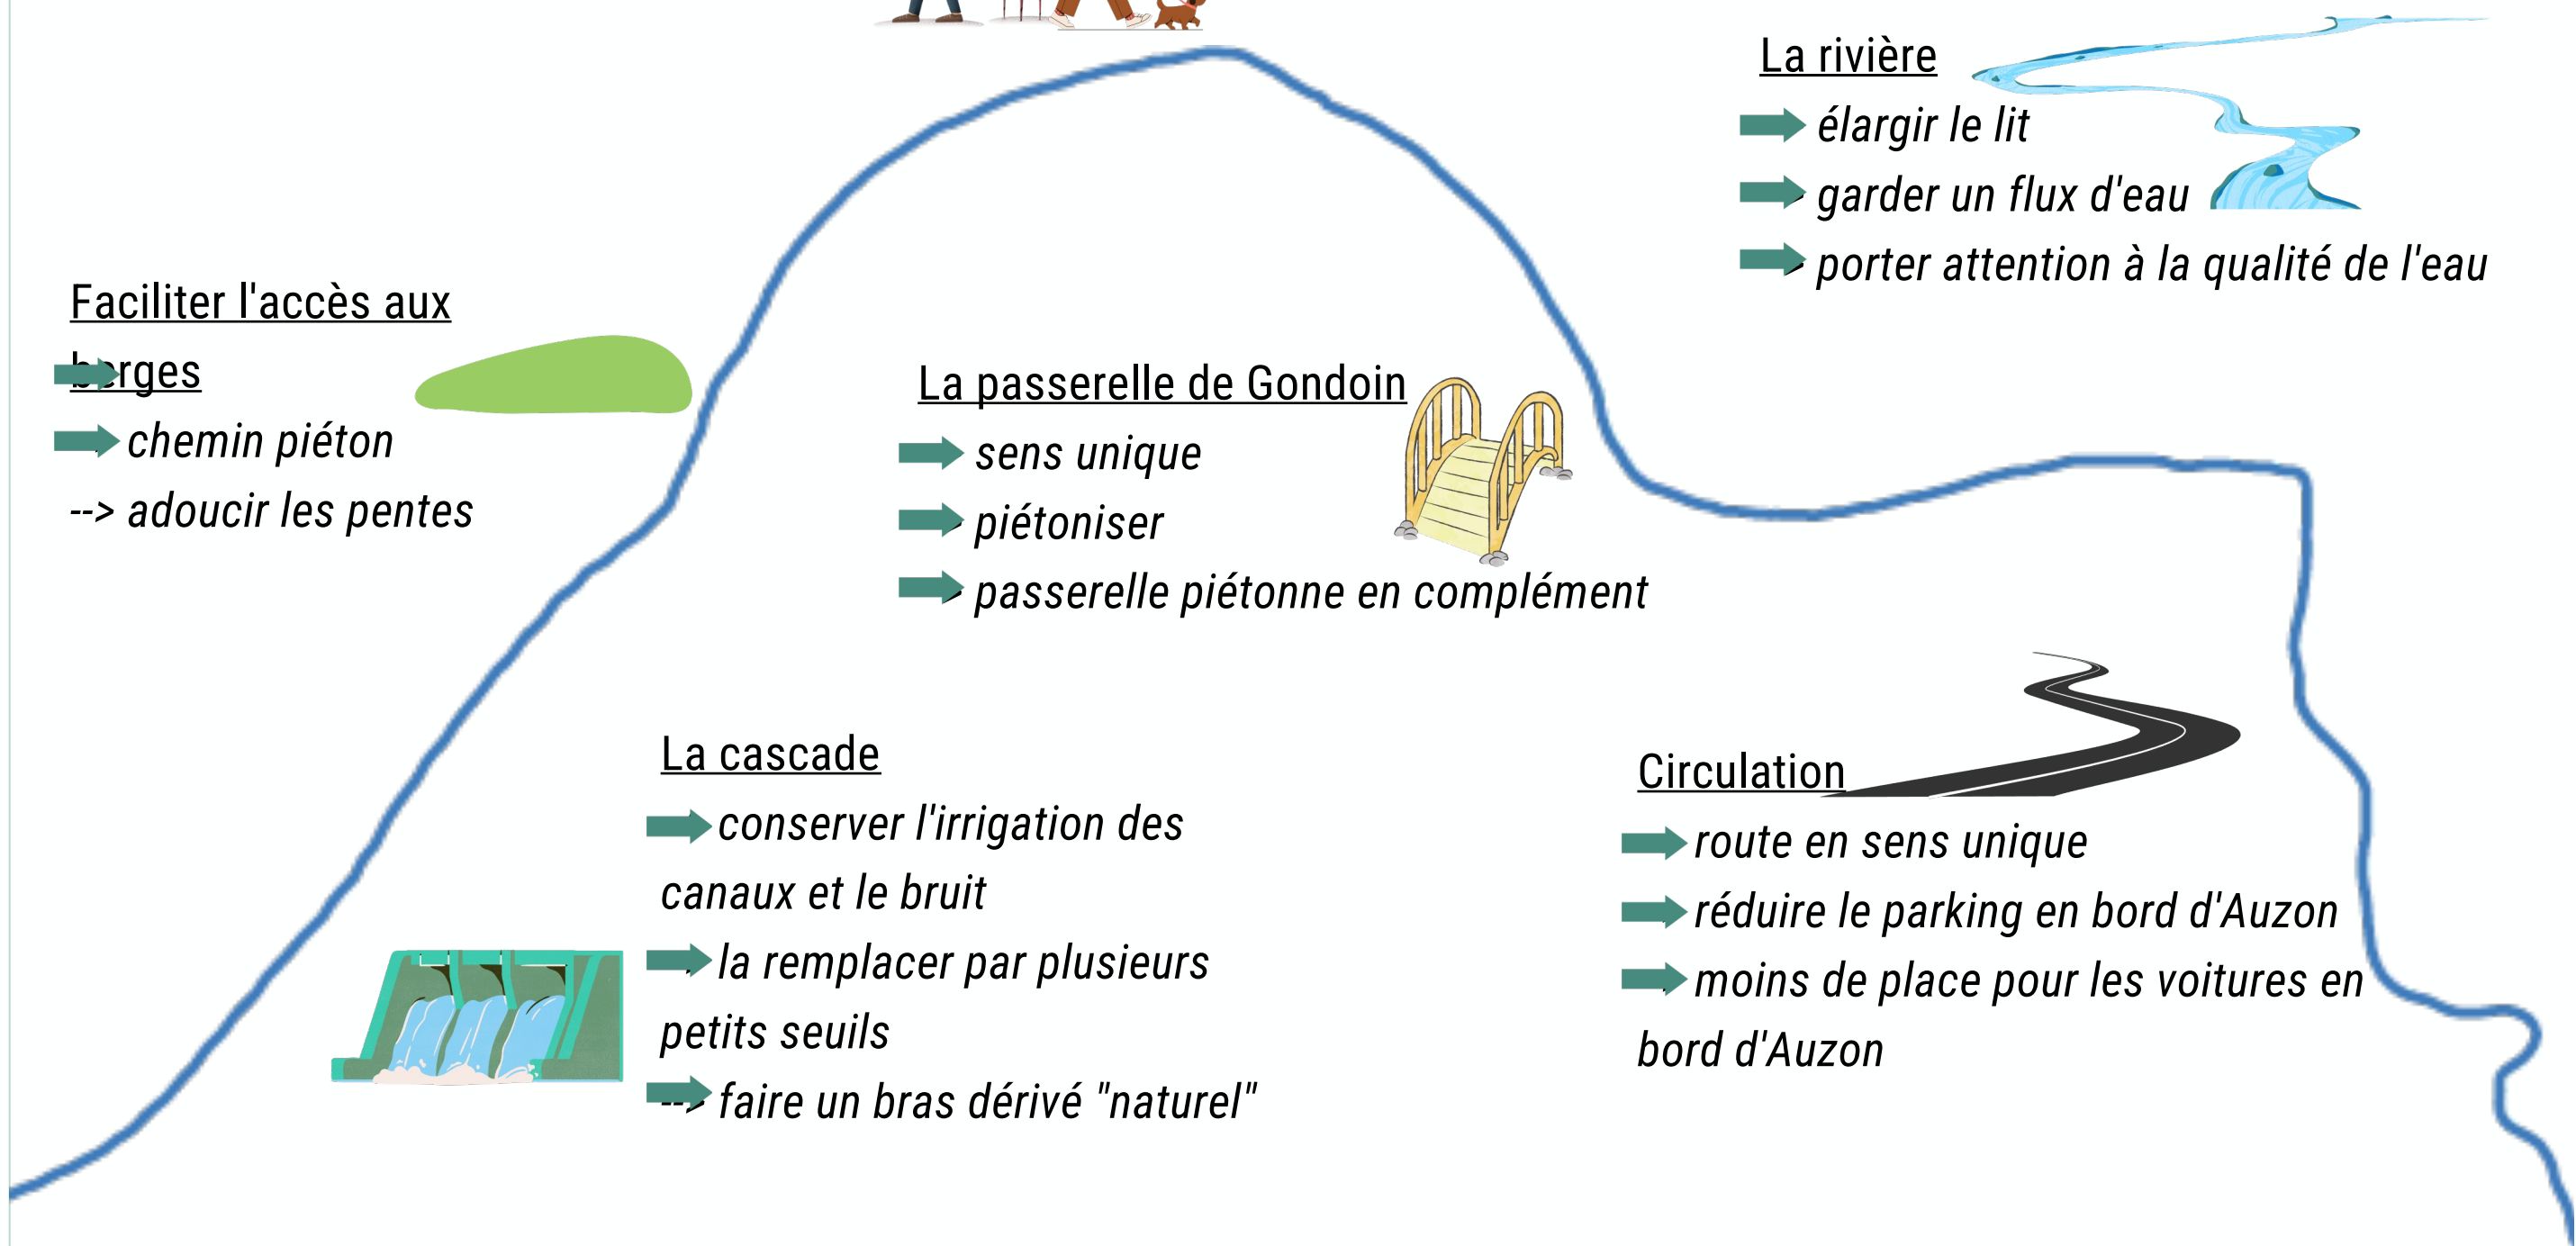 La rivière
élargir le lit
garder un flux d'eau
porter attention à la qualité de l'eau
Faciliter l'accès aux
berges
chemin piéton
--> adoucir les pentes
La passerelle de Gondoin
sens unique
piétoniser
passerelle piétonne en complément
La cascade
conserver l'irrigation des
canaux et le bruit
la remplacer par plusieurs
petits seuils
--> faire un bras dérivé "naturel"
Circulation
route en sens unique
réduire le parking en bord d'Auzon
moins de place pour les voitures en
bord d'Auzon